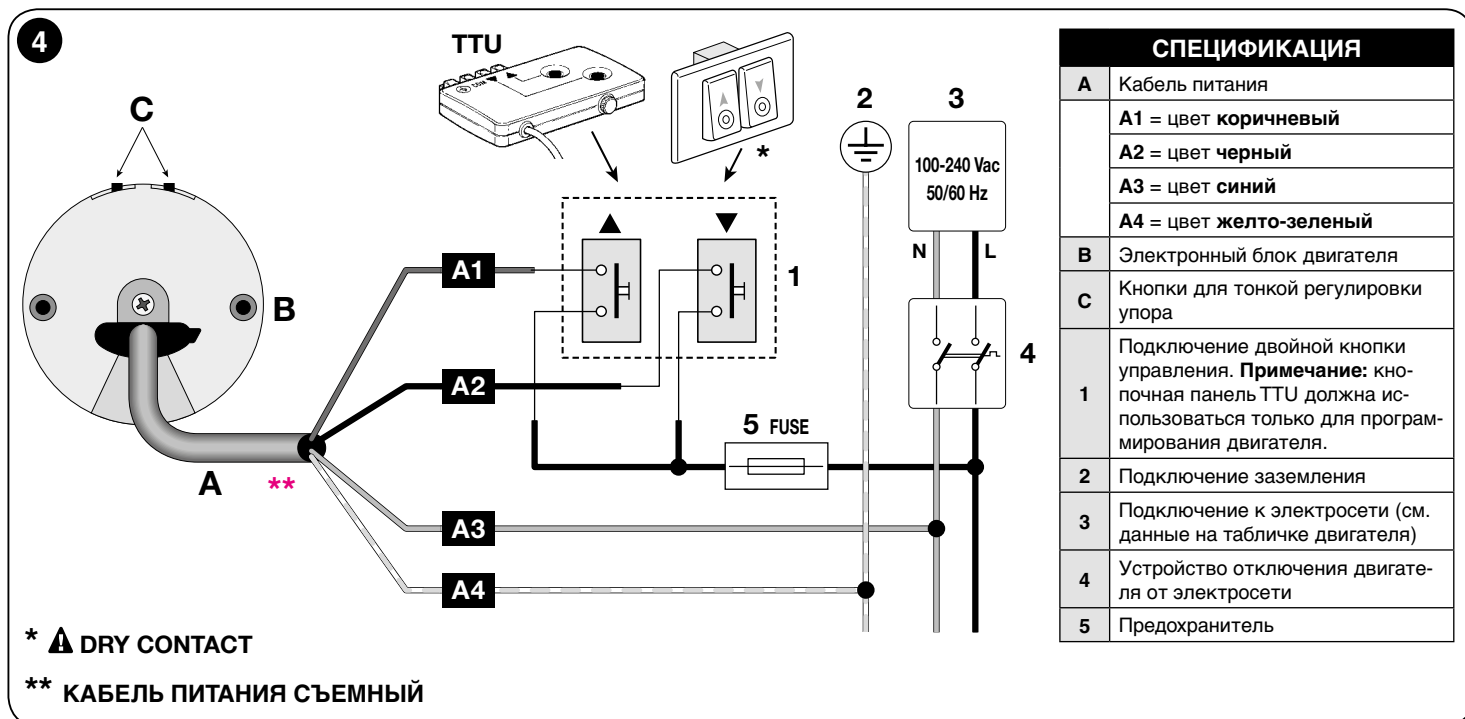 4
TTU
COM
C
B
A
**
A1
A2
A3
A4
*
1
2
3
100-240 Vac
50/60 Hz
N L
4
5 FUSE
* DRY CONTACT
** КАБЕЛЬ ПИТАНИЯ СЪЕМНЫЙ
СПЕЦИФИКАЦИЯ
A Кабель питания
A1 = цвет коричневый
A2 = цвет черный
A3 = цвет синий
A4 = цвет желто-зеленый
B Электронный блок двигателя
C Кнопки для тонкой регулировки
упора
1 Подключение двойной кнопки
управления. Примечание: кно-
почная панель TTU должна ис-
пользоваться только для програм-
мирования двигателя.
2 Подключение заземления
3 Подключение к электросети (см.
данные на табличке двигателя)
4 Устройство отключения двигате-
ля от электросети
5 Предохранитель